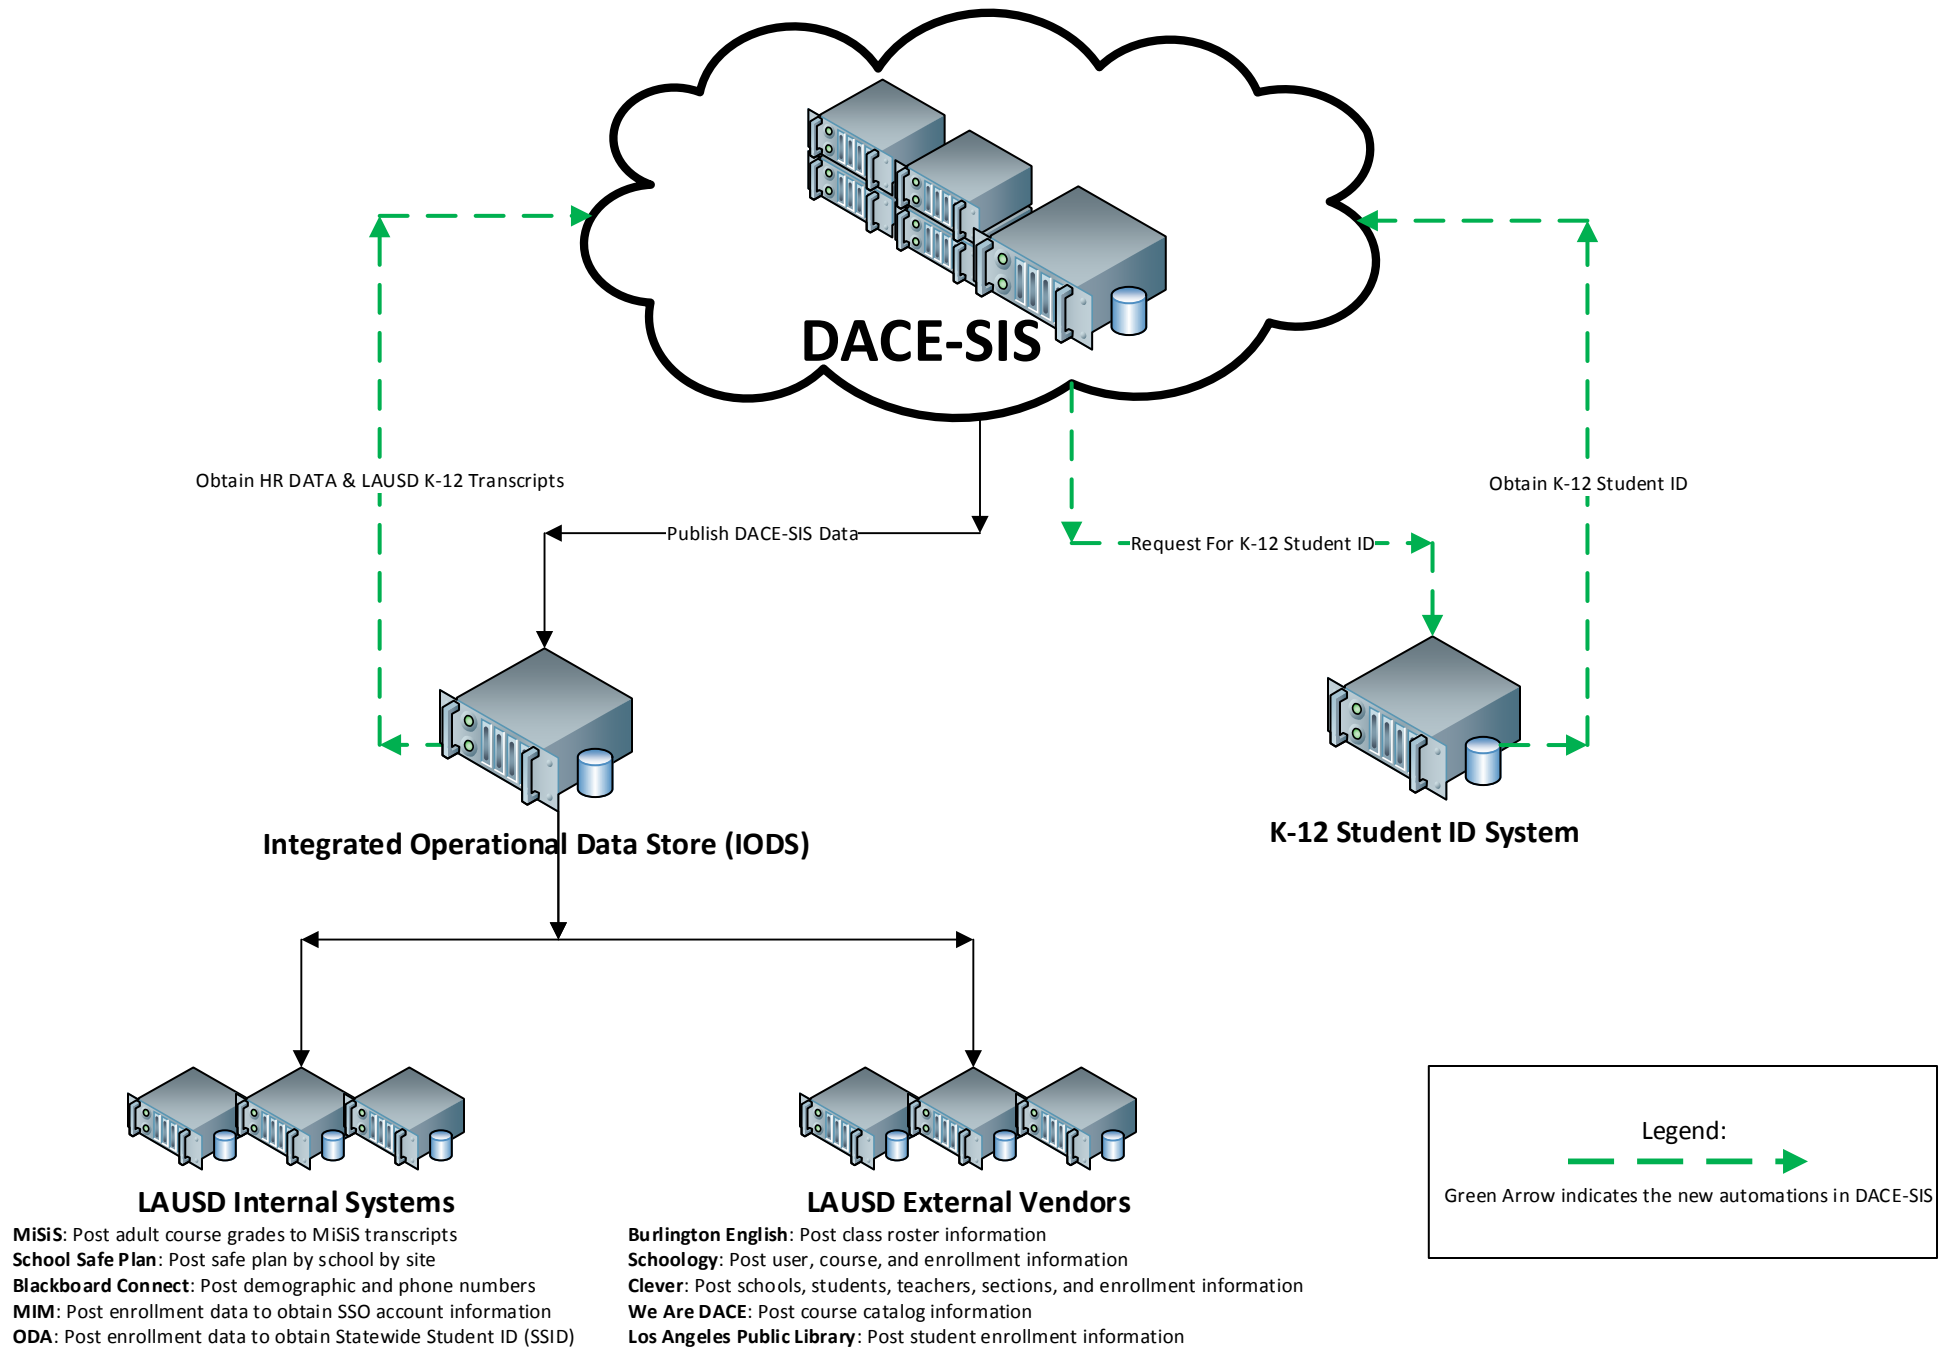 DACE-SIS
Obtain HR DATA & LAUSD K-12 Transcripts
Obtain K-12 Student ID
Publish DACE-SIS Data
Request For K-12 Student ID
Integrated Operational Data Store (IODS)
K-12 Student ID System
LAUSD Internal Systems
MiSiS: Post adult course grades to MiSiS transcripts
School Safe Plan: Post safe plan by school by site
Blackboard Connect: Post demographic and phone numbers
MIM: Post enrollment data to obtain SSO account information
ODA: Post enrollment data to obtain Statewide Student ID (SSID)
LAUSD External Vendors
Burlington English: Post class roster information
Schoology: Post user, course, and enrollment information
Clever: Post schools, students, teachers, sections, and enrollment information
We Are DACE: Post course catalog information
Los Angeles Public Library: Post student enrollment information
Legend:
Green Arrow indicates the new automations in DACE-SIS